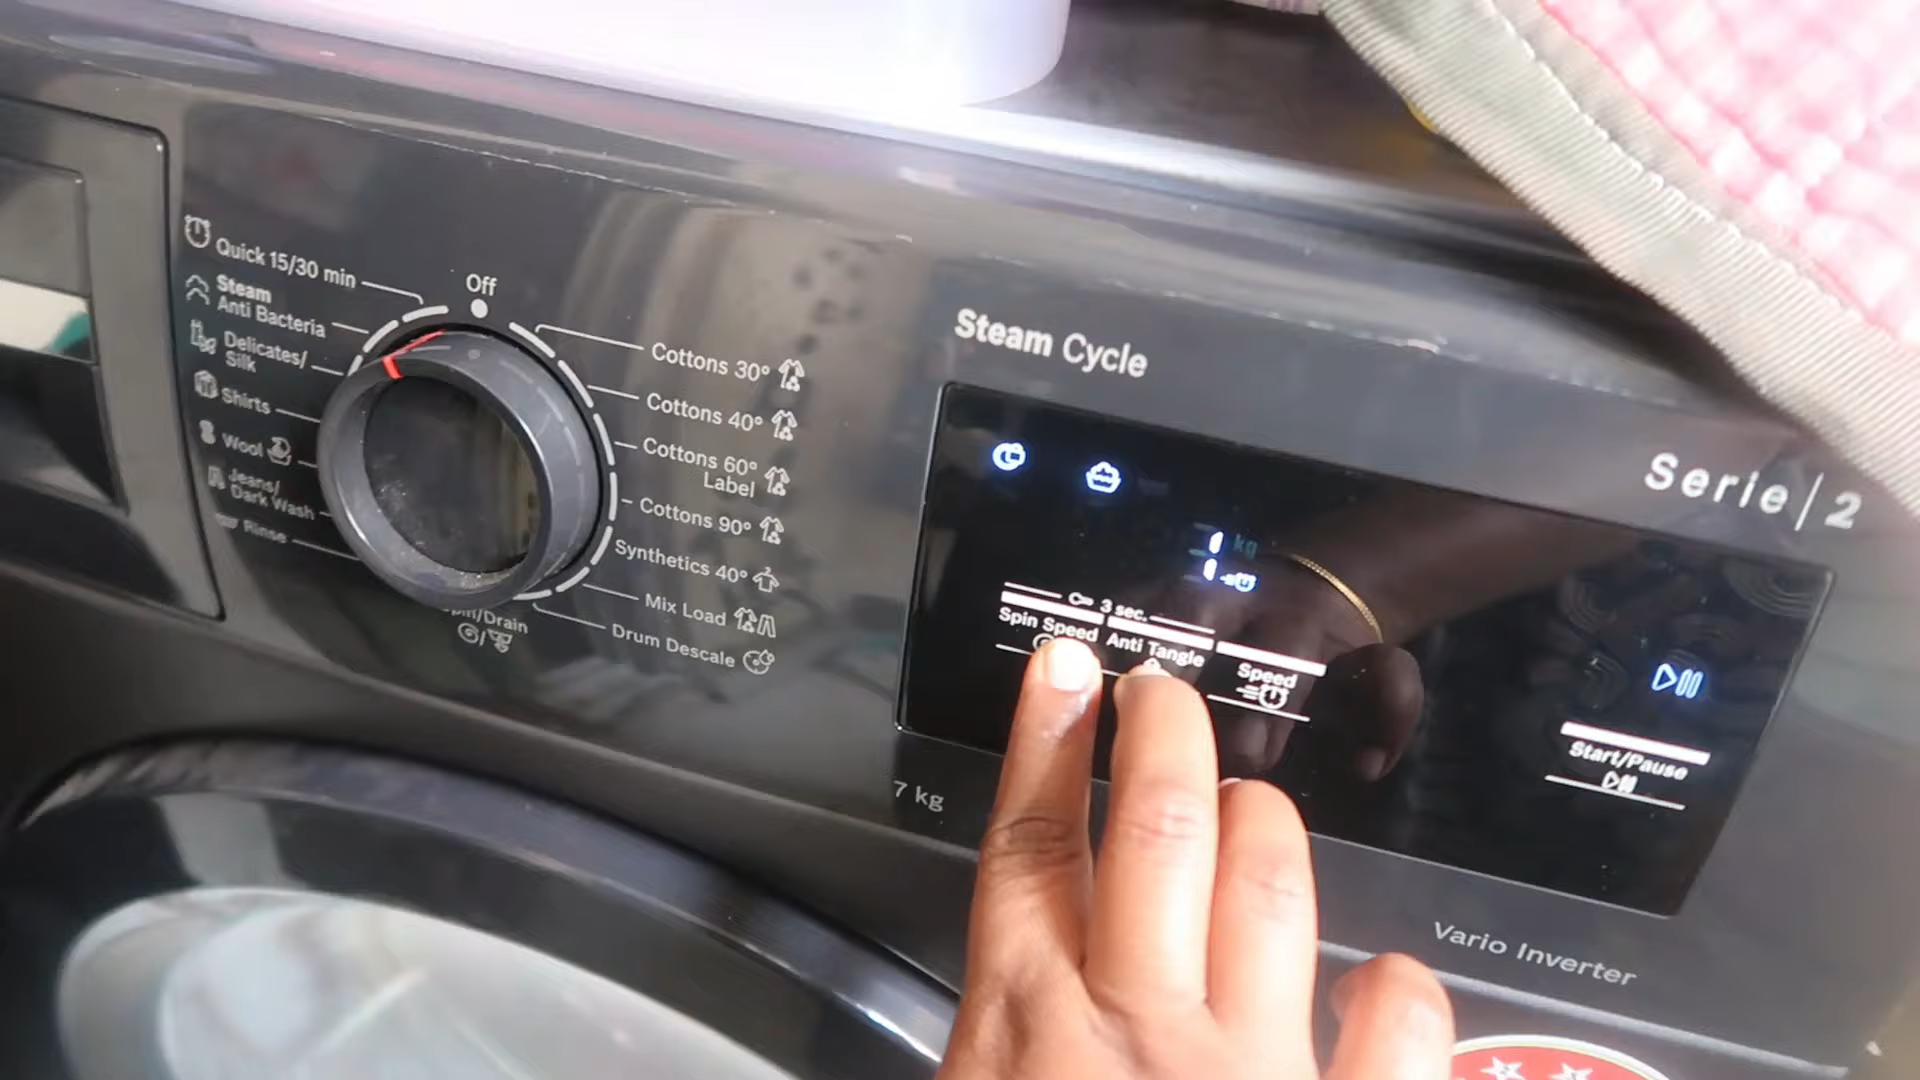 Quick 15/30 min
Steam
Anti Bacteria
Delicates/
Silk
Shirts
Wool
Jeans/
Dark Wash
Rinse
Off
Cottons 30°
Cottons 40°
Cottons 60°
Label
Cottons 90°
Synthetics 40°
Mix Load
Drum Descale
Spin/Drain
Steam Cycle
Serie | 2
kg
3 sec.
Spin Speed
Anti Tangle
Speed
Start/Pause
7 kg
Vario Inverter